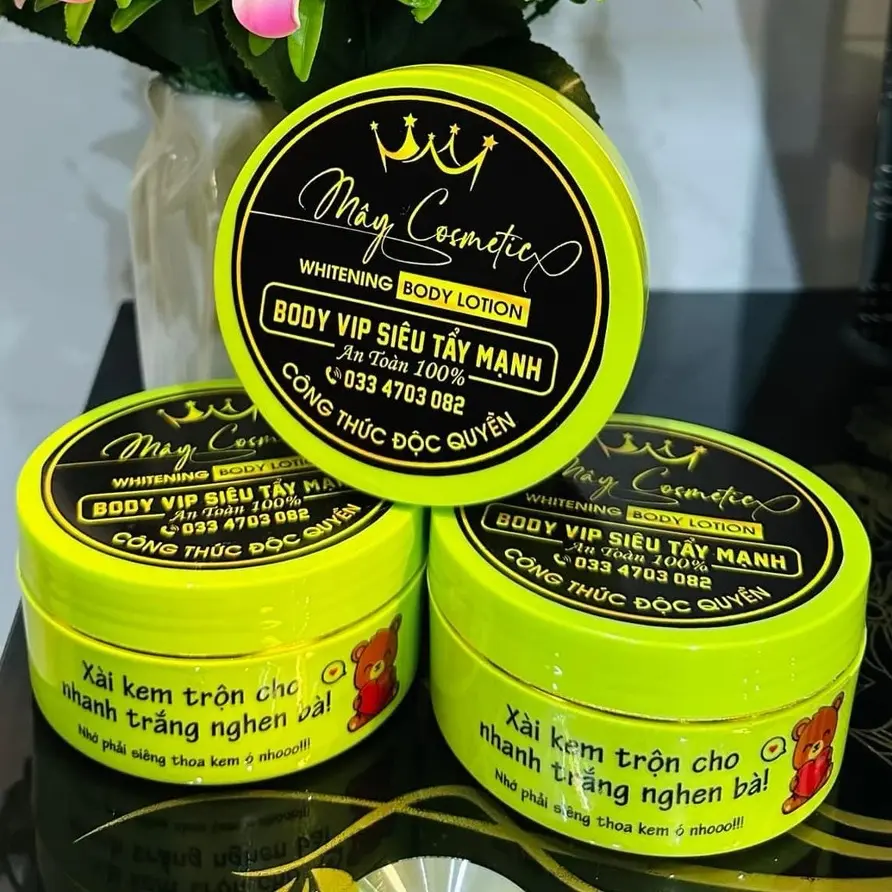 Mây Cosmetic
WHITENING BODY LOTION
BODY VIP SIÊU TẨY MẠNH
An Toàn 100%
033 4703 082
CÔNG THỨC ĐỘC QUYỀN
Mây Cosmetic
WHITENING BODY LOTION
BODY VIP SIÊU TẨY MẠNH
An Toàn 100%
033 4703 082
CÔNG THỨC ĐỘC QUYỀN
Xài kem trộn cho
nhanh trắng nghen bà!
Nhớ phải siêng thoa kem ó nhooo!!!
Mây Cosmetic
WHITENING BODY LOTION
BODY VIP SIÊU TẨY MẠNH
An Toàn 100%
033 4703 082
CÔNG THỨC ĐỘC QUYỀN
Xài kem trộn cho
nhanh trắng nghen bà!
Nhớ phải siêng thoa kem ó nhooo!!!